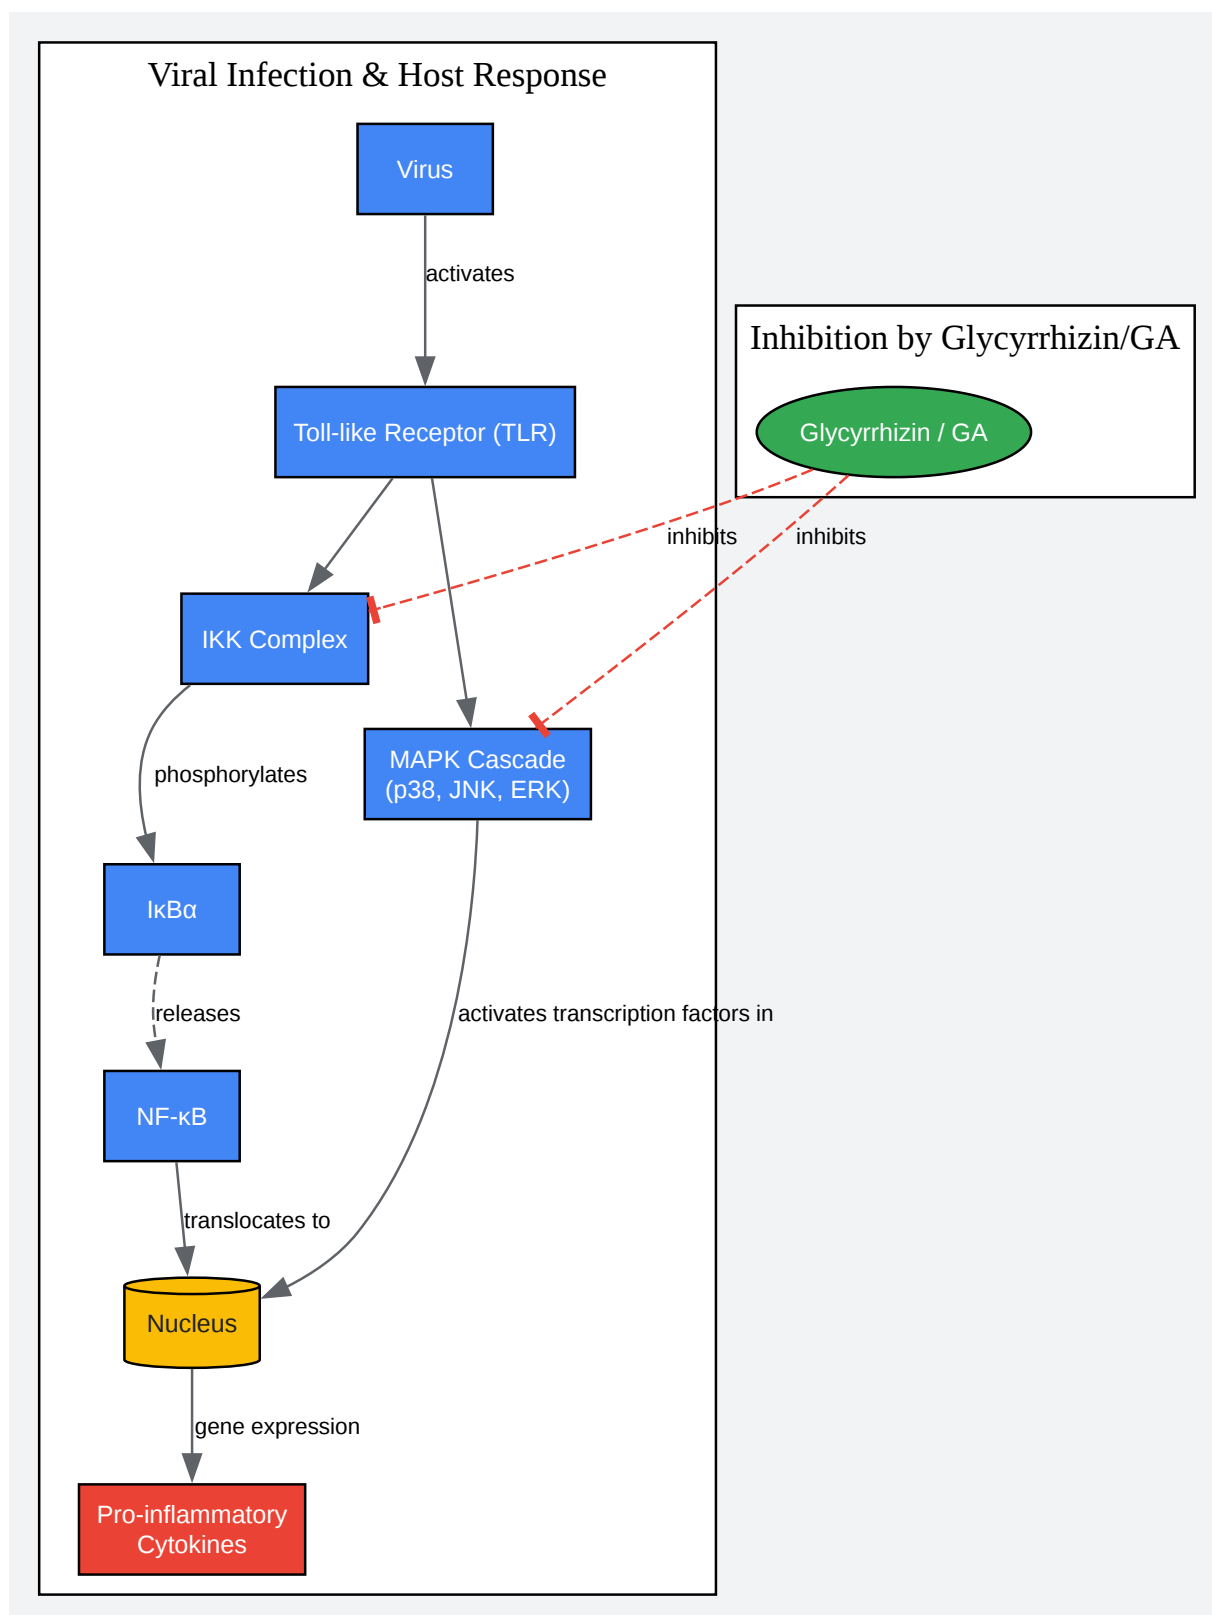 Viral Infection & Host Response
Virus
activates
Inhibition by Glycyrrhizin/GA
Toll-like Receptor (TLR)
Glycyrrhizin / GA
inhibits
inhibits
IKK Complex
MAPK Cascade
(p38, JNK, ERK)
phosphorylates
IκBα
releases
activates transcription factors in
NF-κB
translocates to
Nucleus
gene expression
Pro-inflammatory
Cytokines